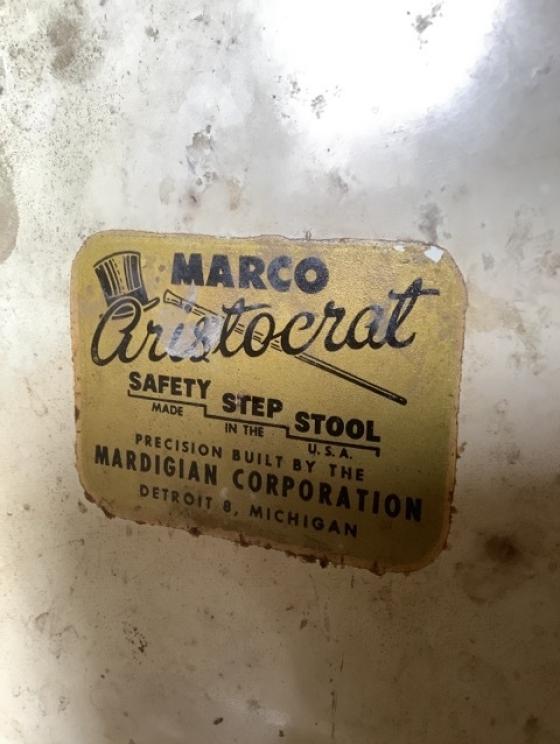 MARCO
Aristocrat
SAFETY STEP STOOL
MADE IN THE U.S.A.
PRECISION BUILT BY THE
MARDIGIAN CORPORATION
DETROIT 8, MICHIGAN